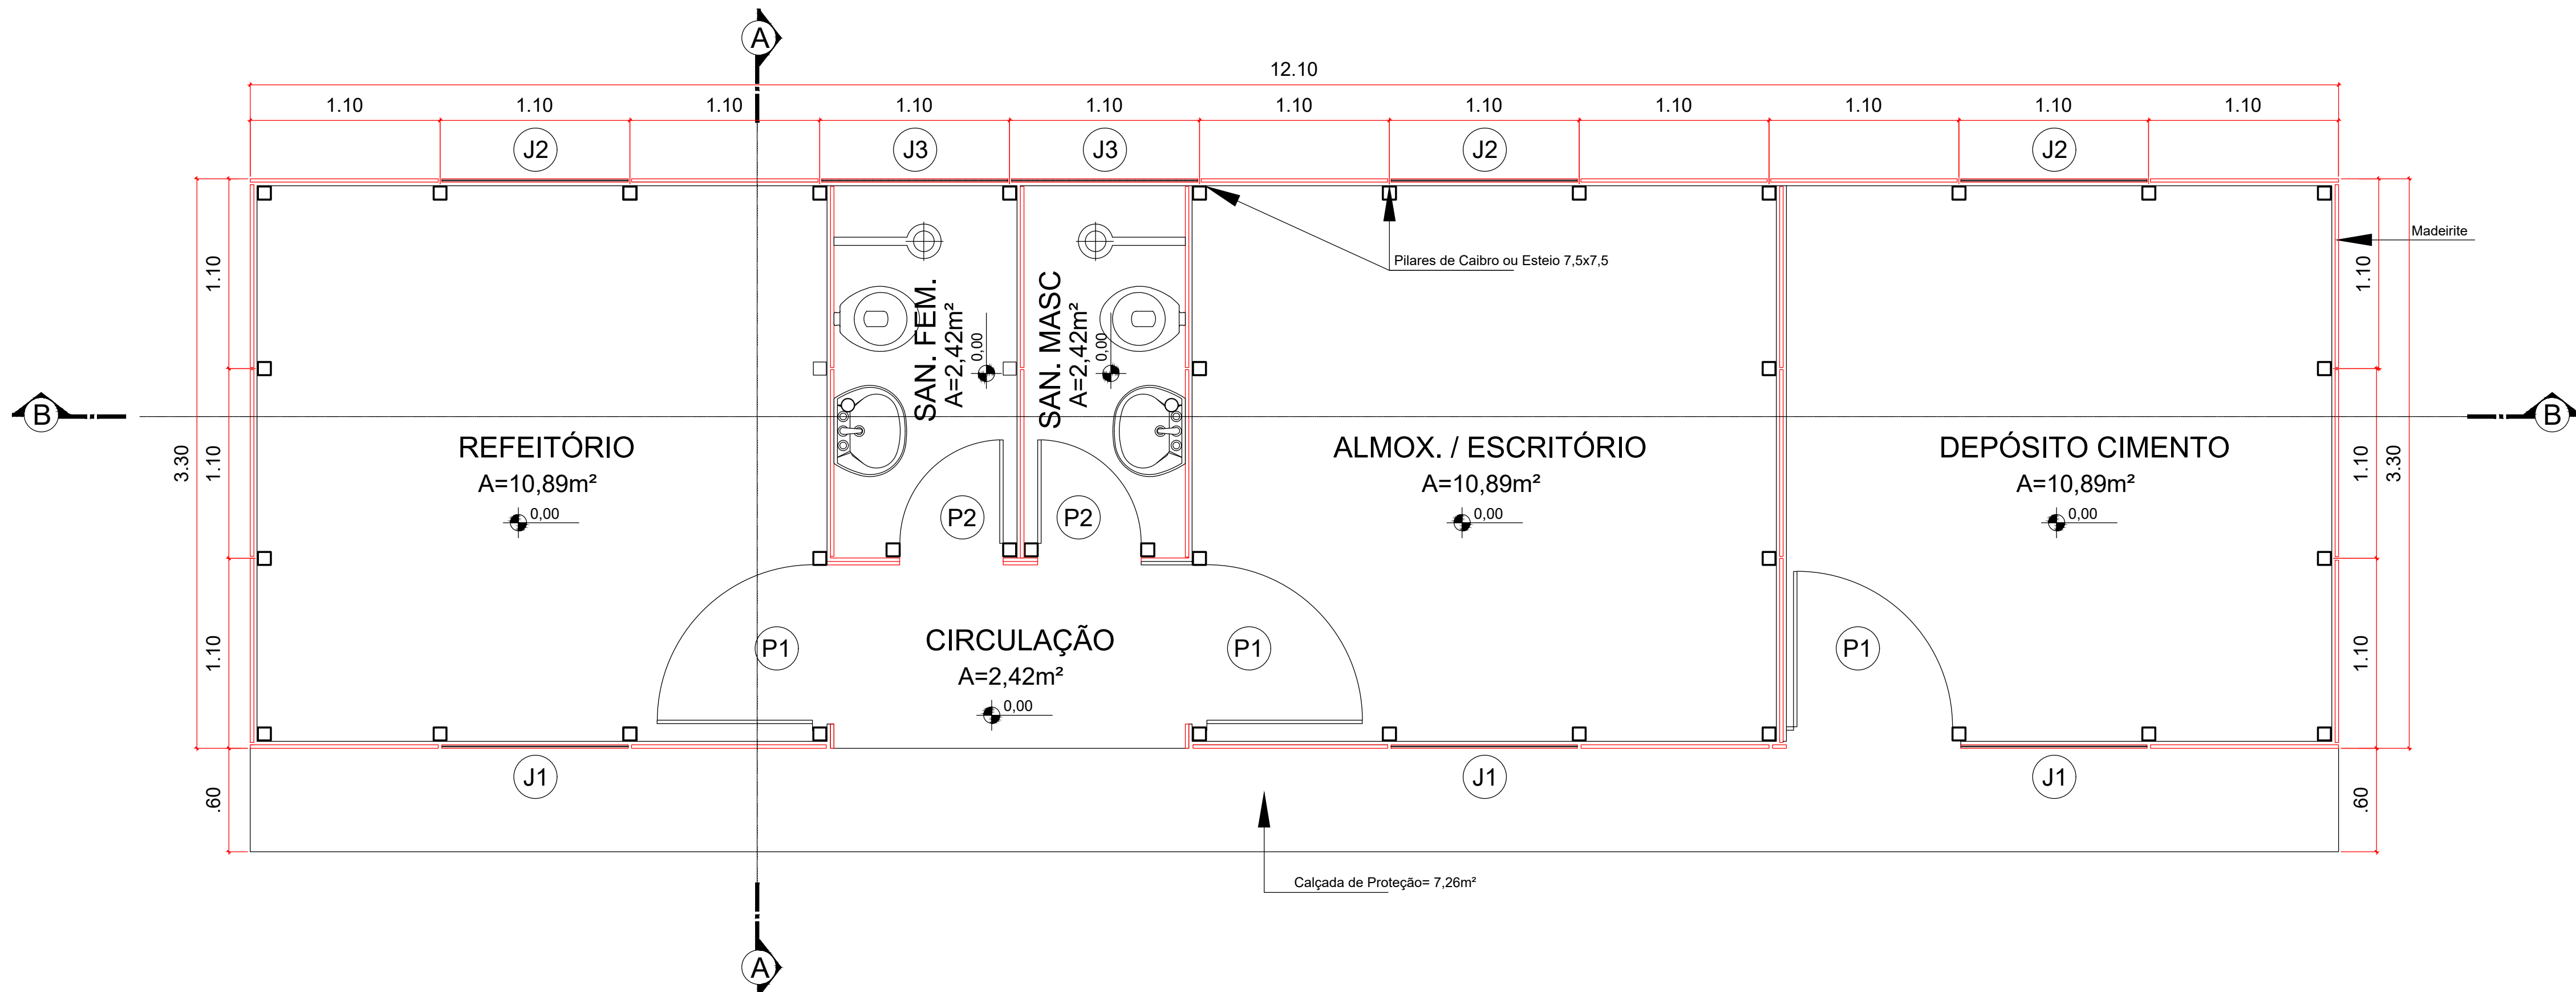 A
12.10
1.10 1.10 1.10 1.10 1.10 1.10 1.10 1.10 1.10 1.10 1.10
J2 J3 J3 J2 J2
Madeirite
Pilares de Caibro ou Esteio 7,5x7,5
1.10
1.10
SAN. FEM.
A=2,42m²
0,00
SAN. MASC
A=2,42m²
0,00
B
B
3.30
1.10
REFEITÓRIO
A=10,89m²
0,00
P2
P2
ALMOX. / ESCRITÓRIO
A=10,89m²
0,00
DEPÓSITO CIMENTO
A=10,89m²
0,00
1.10
3.30
1.10
P1
CIRCULAÇÃO
A=2,42m²
0,00
P1
P1
1.10
J1 J1 J1
.60
.60
Calçada de Proteção= 7,26m²
A